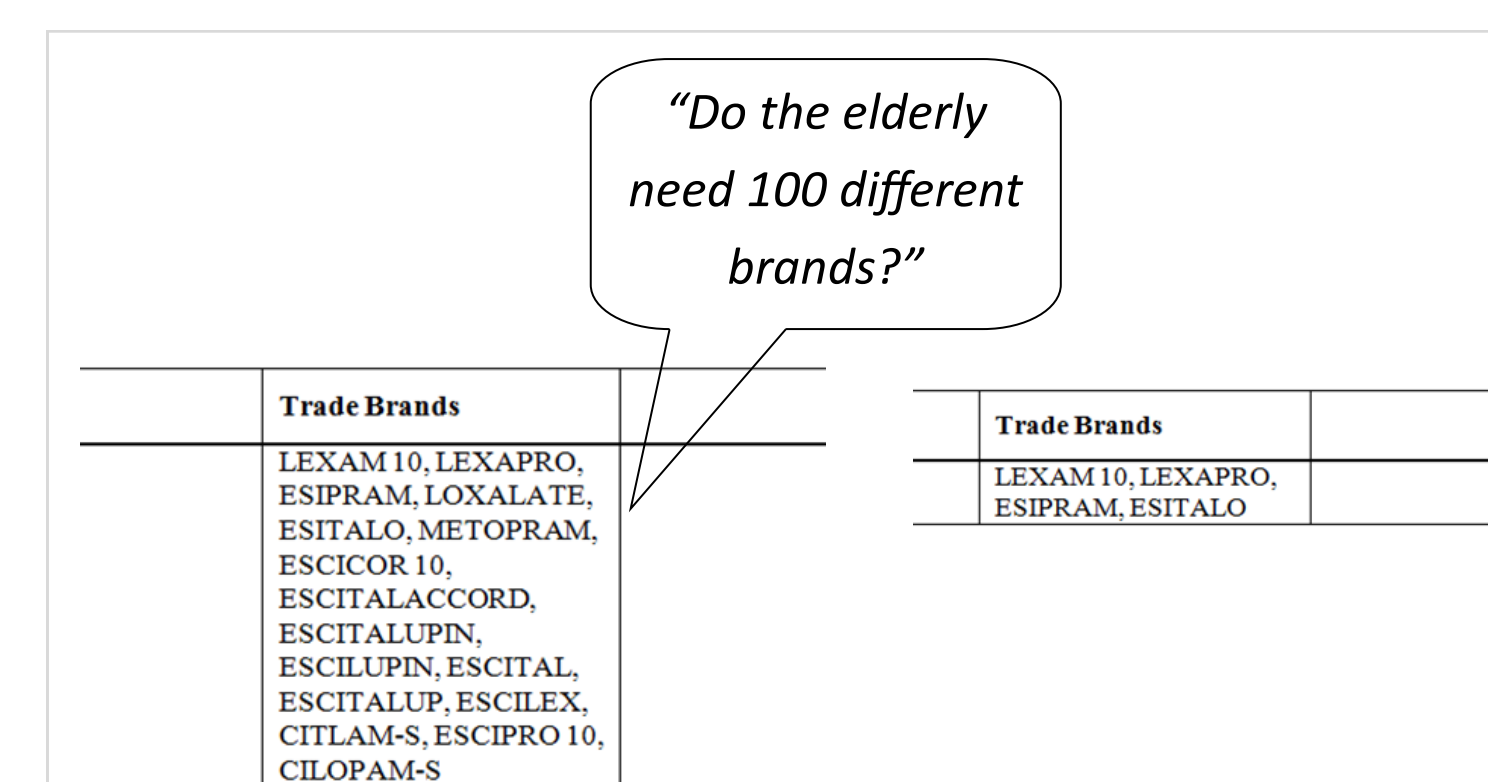 “Do the elderly
need 100 different
brands?”
Trade Brands
LEXAM 10, LEXAPRO,
ESIPRAM, LOXALATE,
ESITALO, METOPRAM,
ESCICOR 10,
ESCITALACCORD,
ESCITALUPIN,
ESCILUPIN, ESCITAL,
ESCITALUP, ESCILEX,
CITLAM-S, ESCIPRO 10,
CILOPAM-S
Trade Brands
LEXAM 10, LEXAPRO,
ESIPRAM, ESITALO